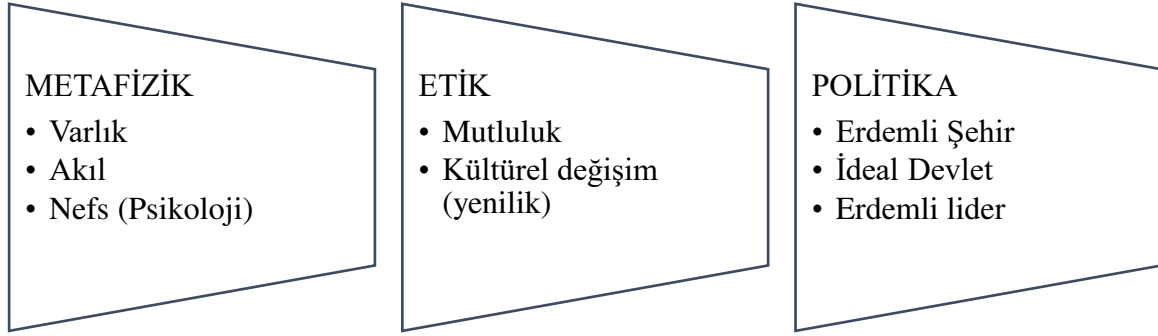 METAFİZİK
• Varlık
• Akıl
• Nefs (Psikoloji)
ETİK
• Mutluluk
• Kültürel değişim
(yenilik)
POLİTİKA
• Erdemli Şehir
• İdeal Devlet
• Erdemli lider